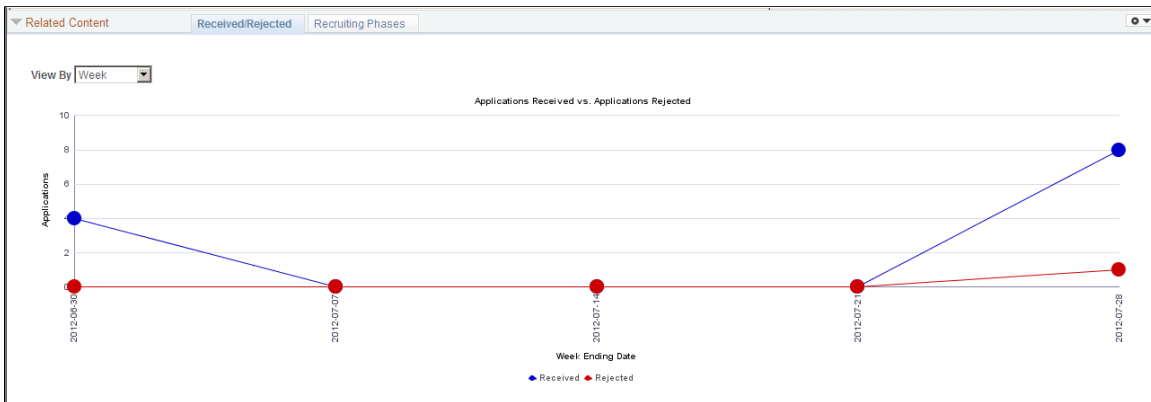 Related Content Received/Rejected Recruiting Phases
View By Week
Applications Received vs. Applications Rejected
10
8
6
4
2
0
Applications
2012-06-30 2012-07-07 2012-07-14 2012-07-21 2012-07-28
Week Ending Date
Received Rejected